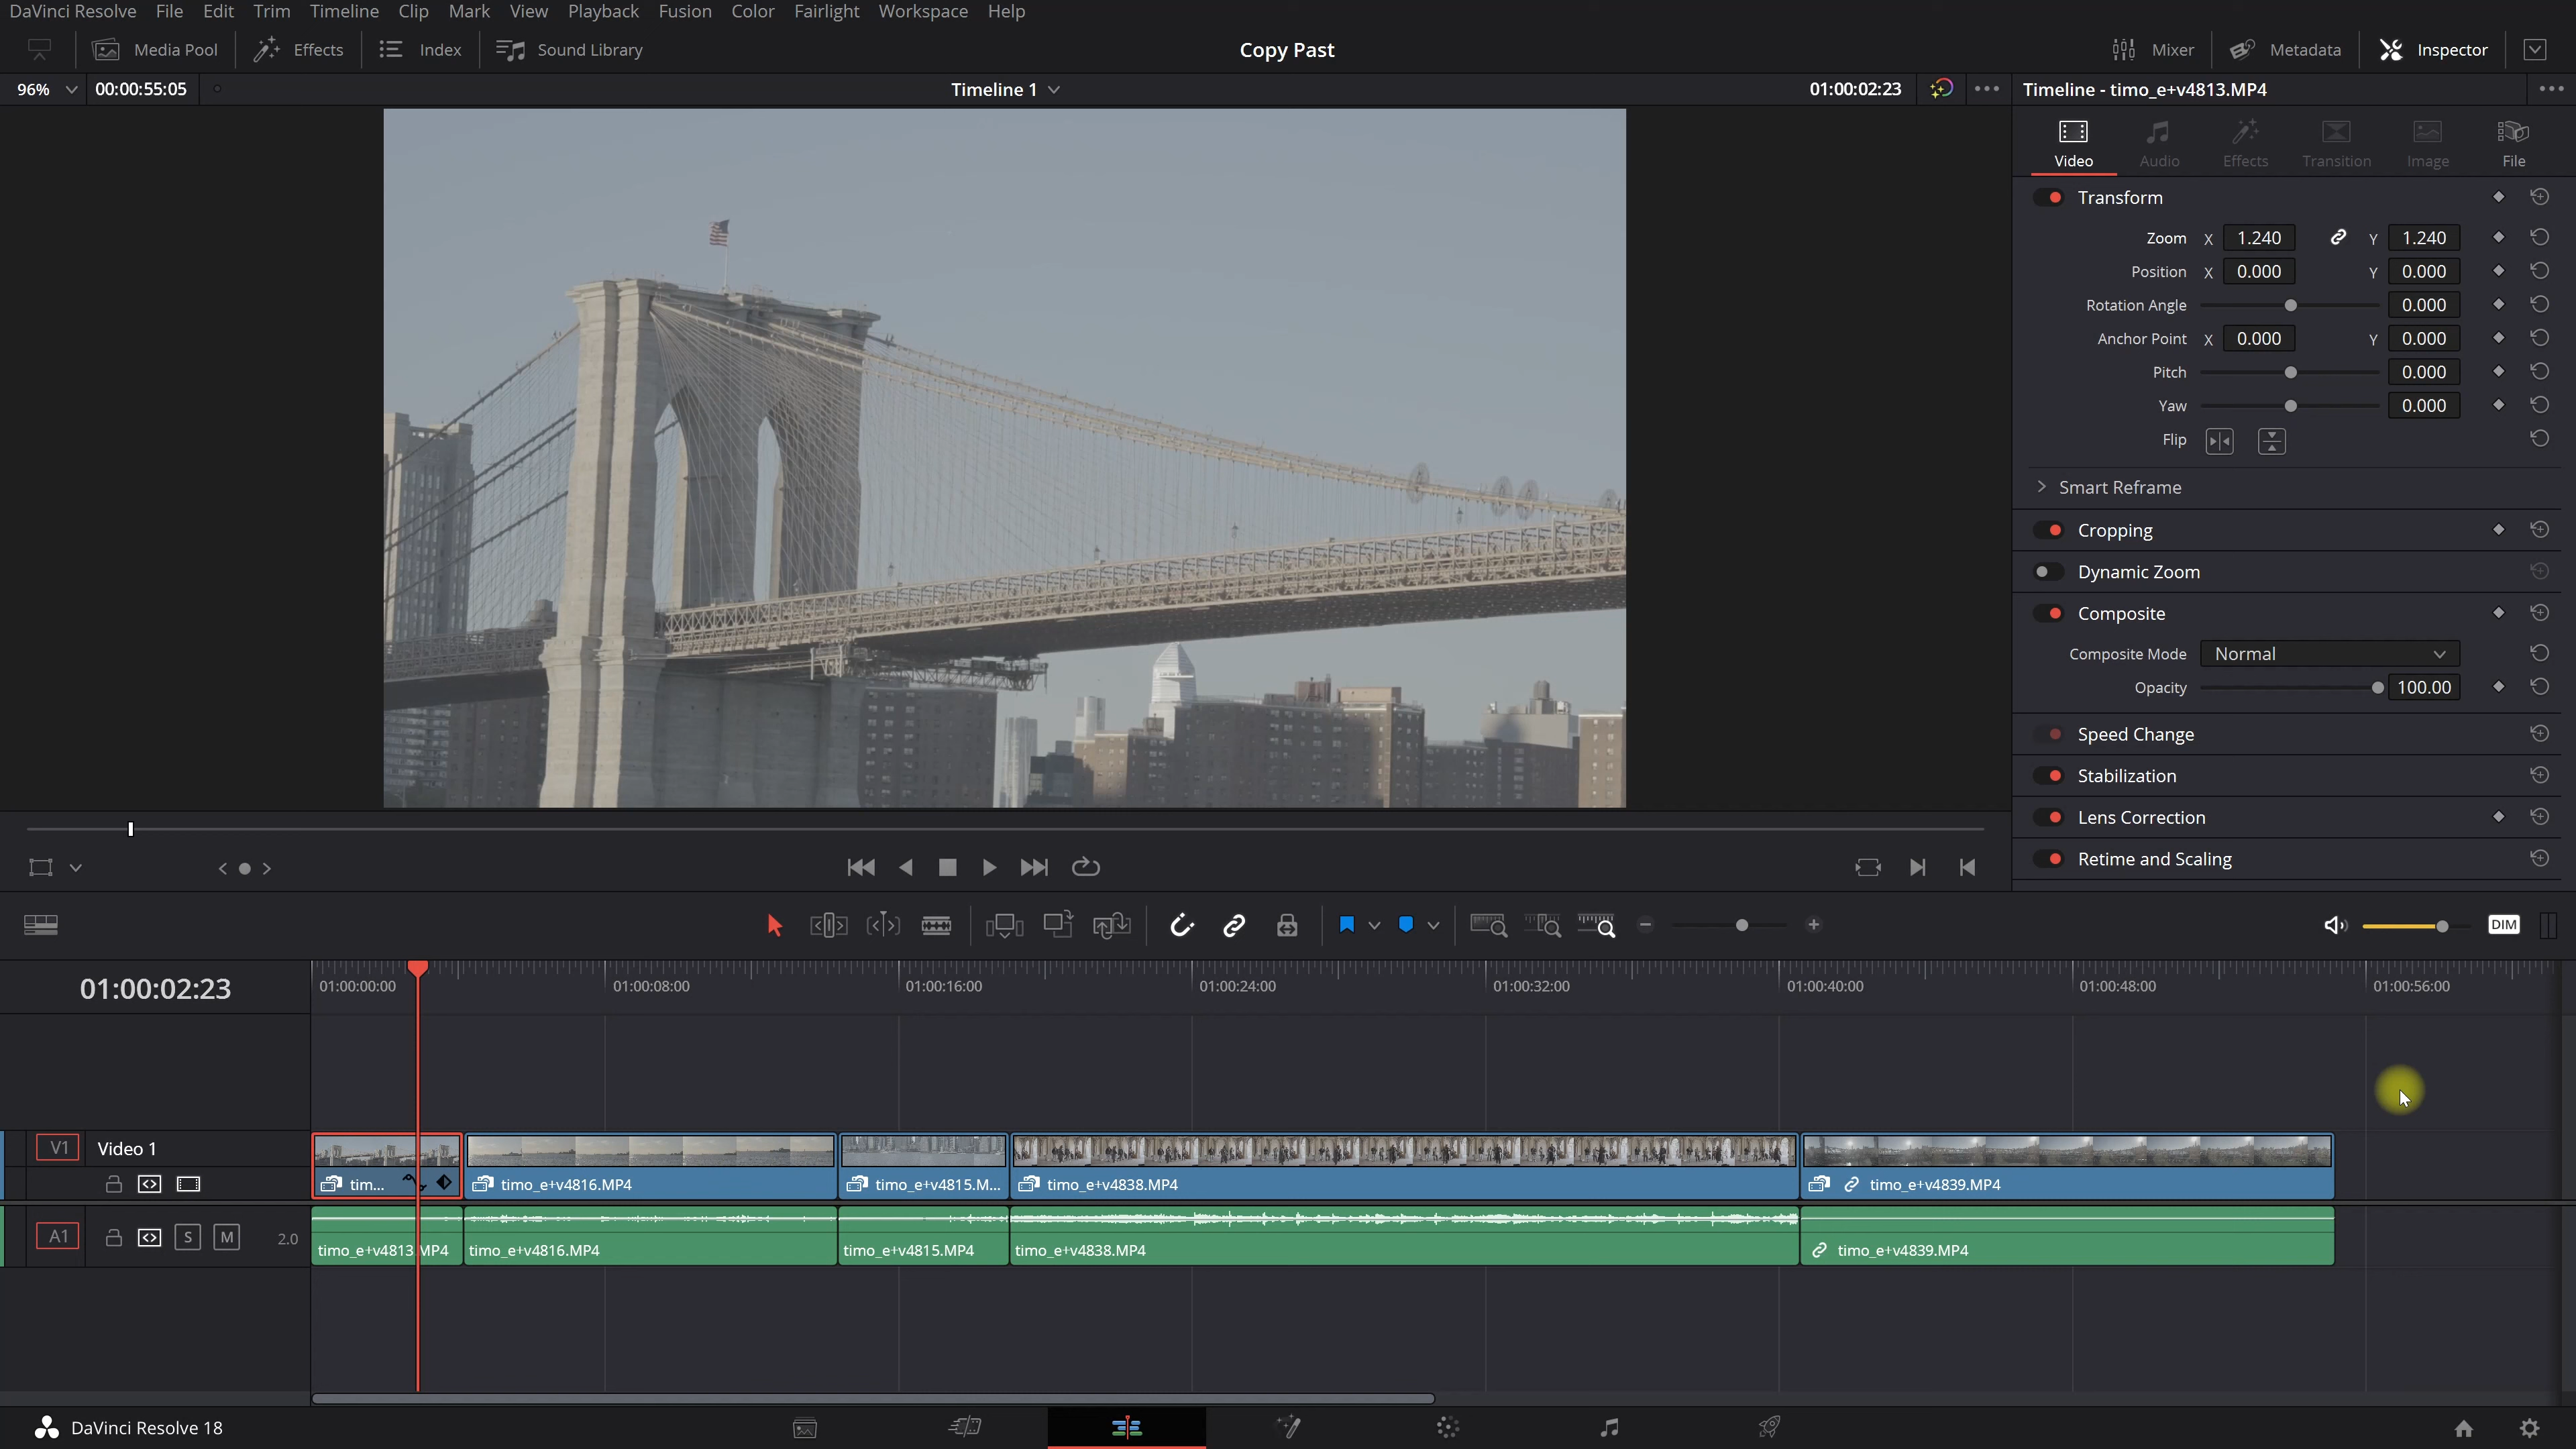 DaVinci Resolve File Edit Trim Timeline Clip Mark View Playback Fusion Color Fairlight Workspace Help
Media Pool Effects Index Sound Library Copy Past Mixer Metadata Inspector
96% 00:00:55:05 Timeline 1 01:00:02:23 Timeline - timo_e+v4813.MP4
Video Audio Effects Transition Image File
Transform
Zoom X 1.240 Y 1.240
Position X 0.000 Y 0.000
Rotation Angle 0.000
Anchor Point X 0.000 Y 0.000
Pitch 0.000
Yaw 0.000
Flip
Smart Reframe
Cropping
Dynamic Zoom
Composite
Composite Mode Normal
Opacity 100.00
Speed Change
Stabilization
Lens Correction
Retime and Scaling
DIM
01:00:02:23 01:00:00:00 01:00:08:00 01:00:16:00 01:00:24:00 01:00:32:00 01:00:40:00 01:00:48:00 01:00:56:00
V1 Video 1
tim... timo_e+v4816.MP4 timo_e+v4815.M... timo_e+v4838.MP4 timo_e+v4839.MP4
A1 S M 2.0
timo_e+v4813.MP4 timo_e+v4816.MP4 timo_e+v4815.MP4 timo_e+v4838.MP4 timo_e+v4839.MP4
DaVinci Resolve 18